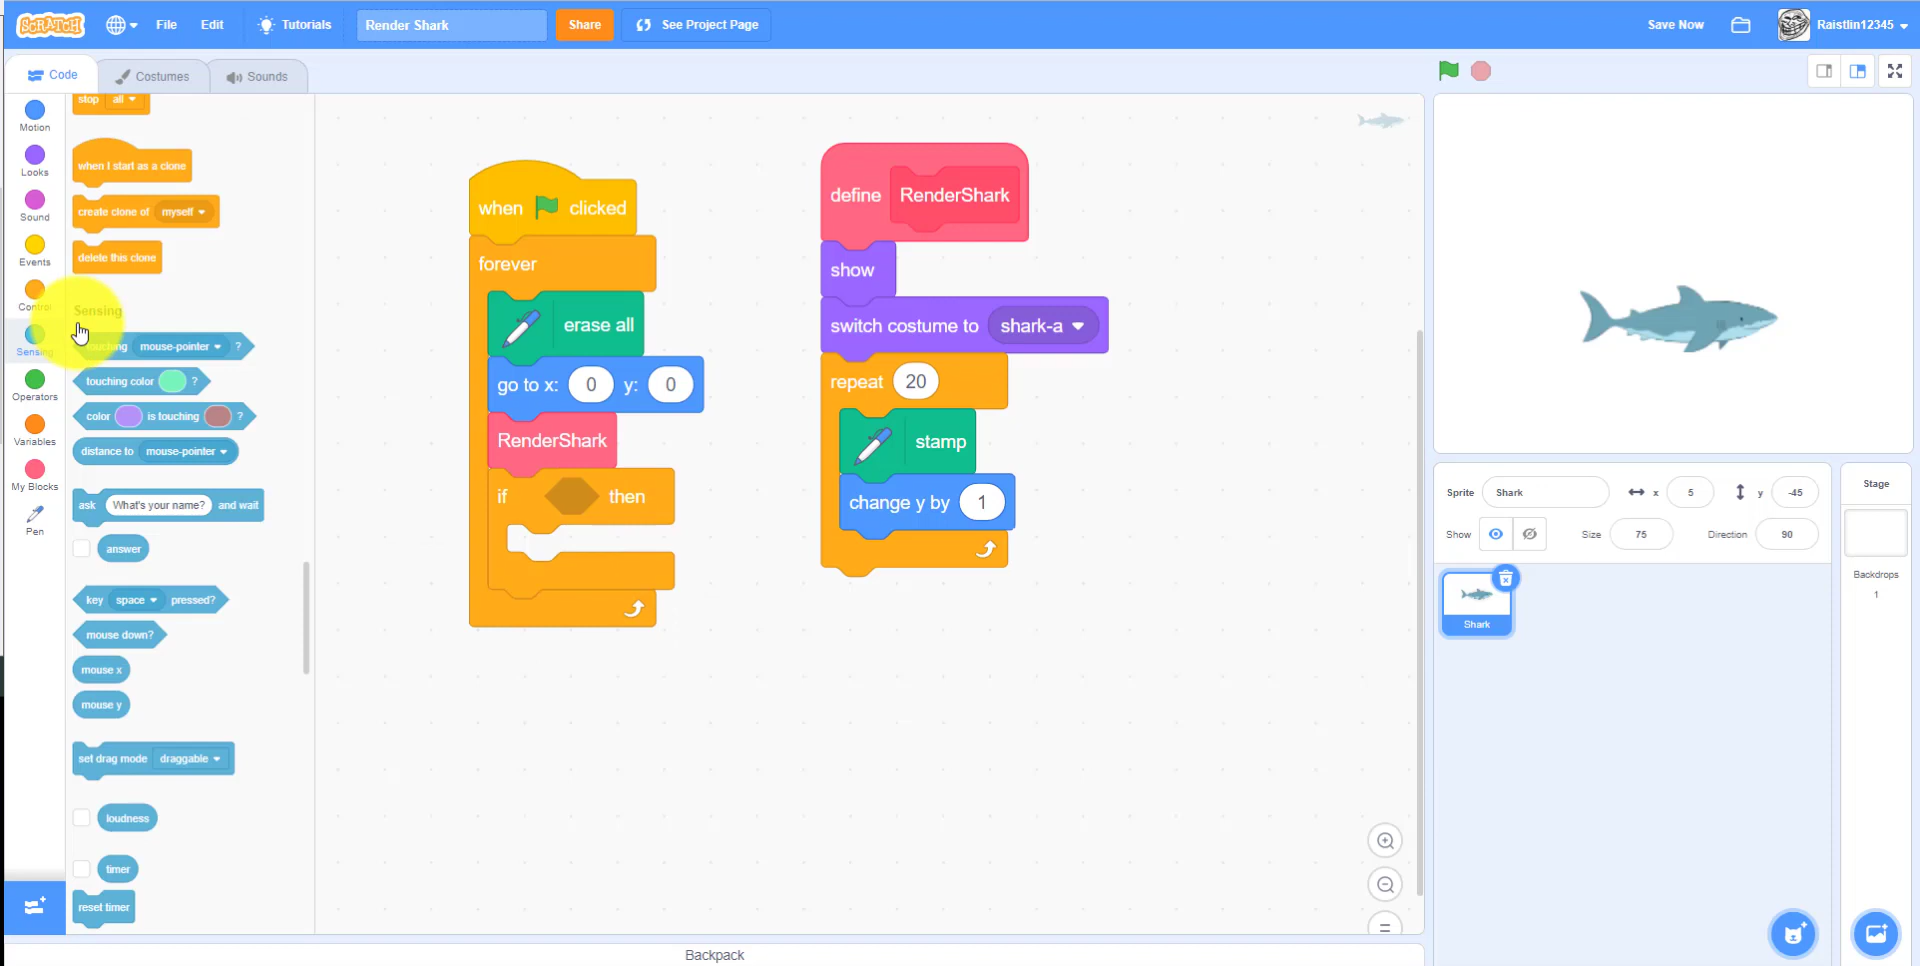 SCRATCH File Edit Tutorials Render Shark Share See Project Page Save Now Raistlin12345
Code Costumes Sounds
Motion
Looks
Sound
Events
Control
Sensing
Operators
Variables
My Blocks
Pen
stop all
when I start as a clone
create clone of myself
delete this clone
Sensing
touching mouse-pointer ?
touching color ?
color is touching ?
distance to mouse-pointer
ask What's your name? and wait
answer
key space pressed?
mouse down?
mouse x
mouse y
set drag mode draggable
loudness
timer
reset timer
when clicked
forever
erase all
go to x: 0 y: 0
RenderShark
if then
define RenderShark
show
switch costume to shark-a
repeat 20
stamp
change y by 1
Sprite Shark x 5 y -45
Show Size 75 Direction 90
Shark
Stage
Backdrops
1
Backpack